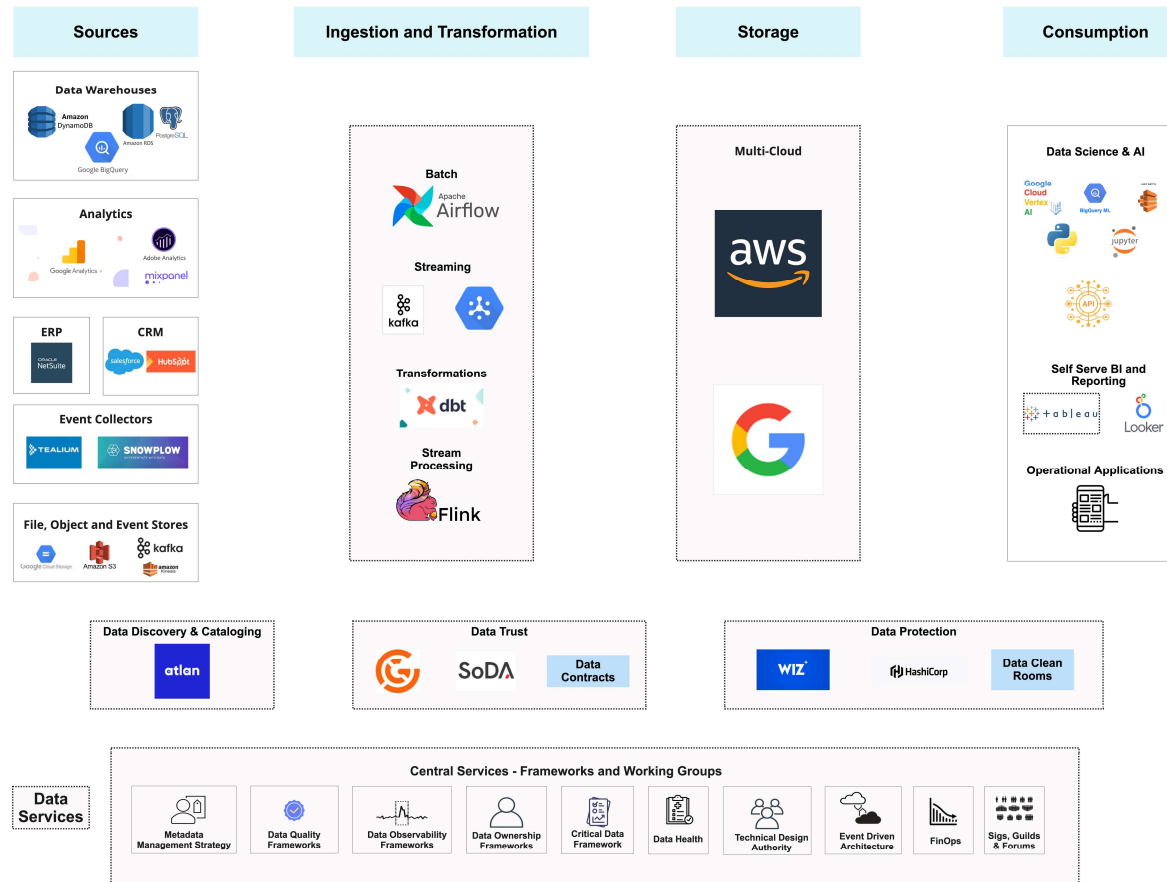 Sources
Ingestion and Transformation
Storage
Consumption
Data Warehouses
Amazon
DynamoDB
Amazon RDS
PostgreSQL
Google BigQuery
Analytics
Google Analytics
Adobe Analytics
mixpanel
ERP
ORACLE
NetSuite
CRM
salesforce
HubSpot
Event Collectors
TEALIUM
SNOWPLOW
File, Object and Event Stores
Google Cloud Storage
Amazon S3
kafka
amazon
Kinesis
Batch
Apache
Airflow
Streaming
kafka
Transformations
dbt
Stream
Processing
Flink
Multi-Cloud
aws
Data Science & AI
Google
Cloud
Vertex
AI
BigQuery ML
jupyter
API
Self Serve BI and
Reporting
+ableau
Looker
Operational Applications
Data Discovery & Cataloging
atlan
Data Trust
SoDA
Data
Contracts
Data Protection
WIZ
HashiCorp
Data Clean
Rooms
Data
Services
Central Services - Frameworks and Working Groups
Metadata
Management Strategy
Data Quality
Frameworks
Data Observability
Frameworks
Data Ownership
Frameworks
Critical Data
Framework
Data Health
Technical Design
Authority
Event Driven
Architecture
FinOps
Sigs, Guilds
& Forums